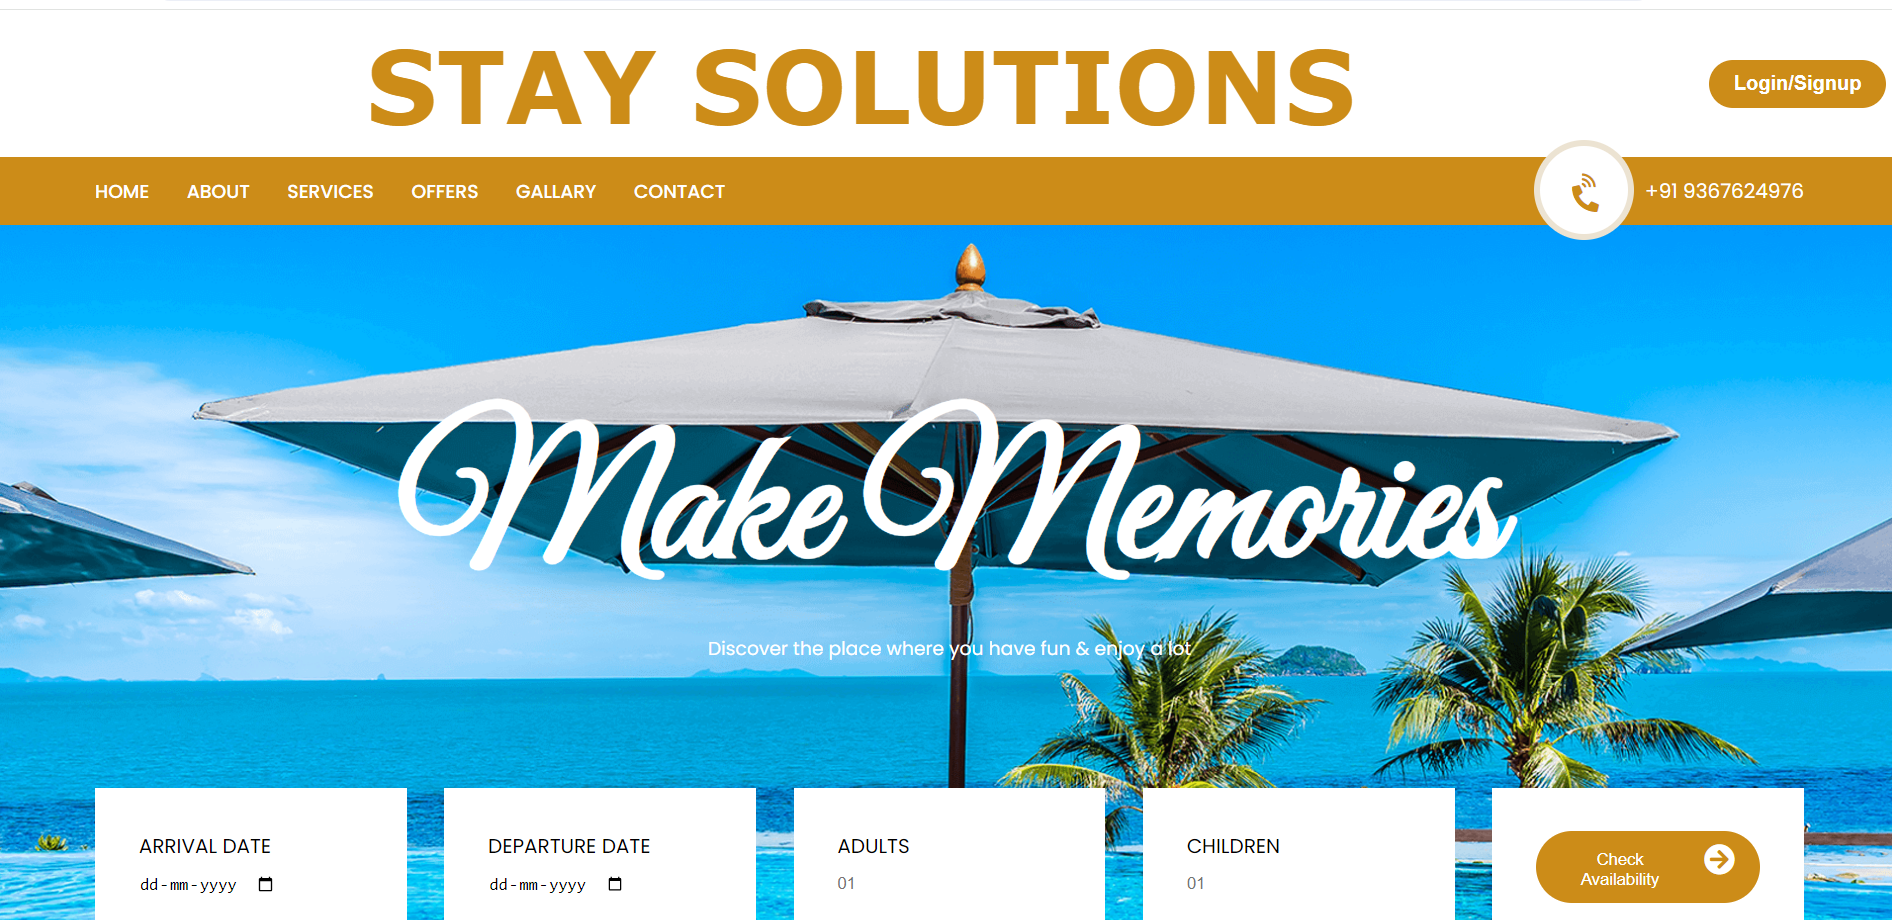 STAY SOLUTIONS
Login/Signup
HOME ABOUT SERVICES OFFERS GALLARY CONTACT
+91 9367624976
Make Memories
Discover the place where you have fun & enjoy a lot
ARRIVAL DATE
dd-mm-yyyy
DEPARTURE DATE
dd-mm-yyyy
ADULTS
01
CHILDREN
01
Check
Availability